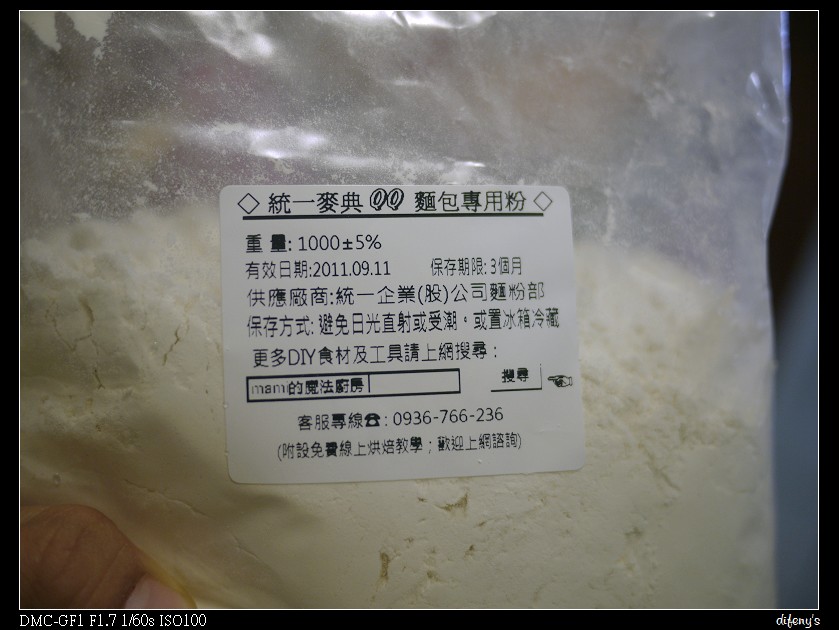 ◇ 統一麥典 QQ 麵包專用粉 ◇
重 量: 1000±5%
有效日期:2011.09.11 保存期限: 3個月
供應廠商:統一企業(股)公司麵粉部
保存方式: 避免日光直射或受潮。或置冰箱冷藏
更多DIY食材及工具請上網搜尋：
mami的魔法廚房 搜尋
客服專線☎: 0936-766-236
(附設免費線上烘焙教學；歡迎上網諮詢)
DMC-GF1 F1.7 1/60s ISO100
difeny's